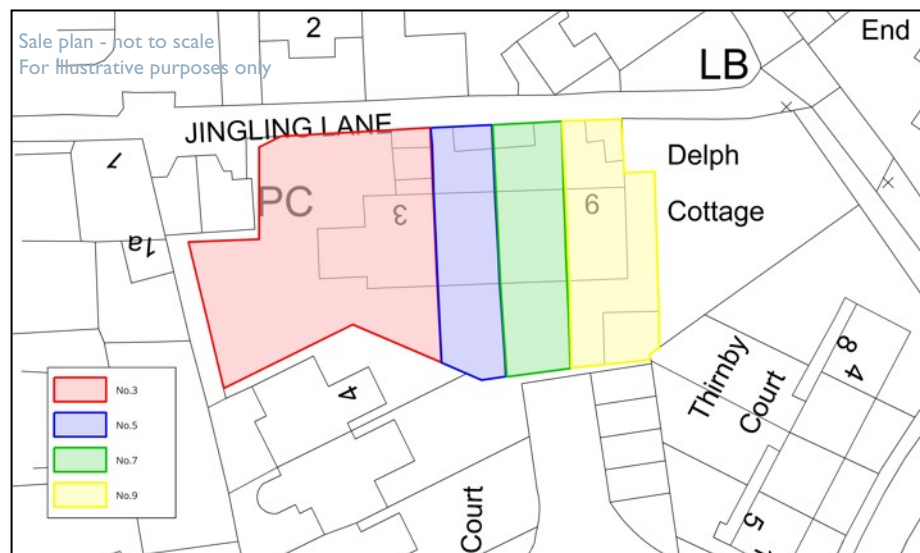 Sale plan - not to scale
For Illustrative purposes only
2
End
LB
JINGLING LANE
7
PC
3
9
Delph
Cottage
1a
No.3
No.5
No.7
No.9
4
Thirnby
Court
8
4
Court
5